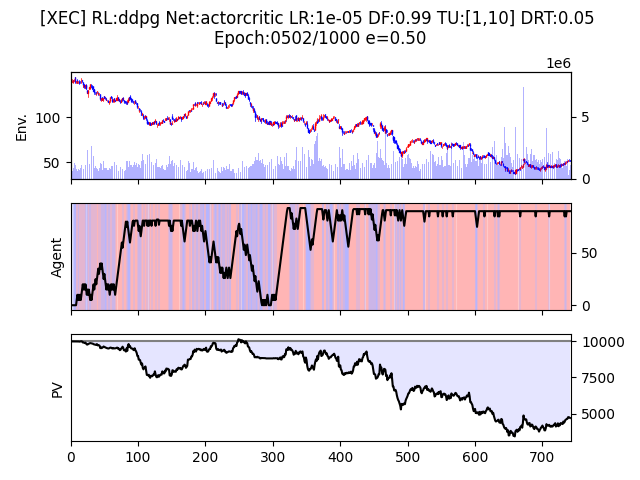 [XEC] RL:ddpg Net:actorcritic LR:1e-05 DF:0.99 TU:[1,10] DRT:0.05
Epoch:0502/1000 e=0.50
1e6
Env.
100
50
5
0
Agent
50
0
PV
10000
7500
5000
0 100 200 300 400 500 600 700